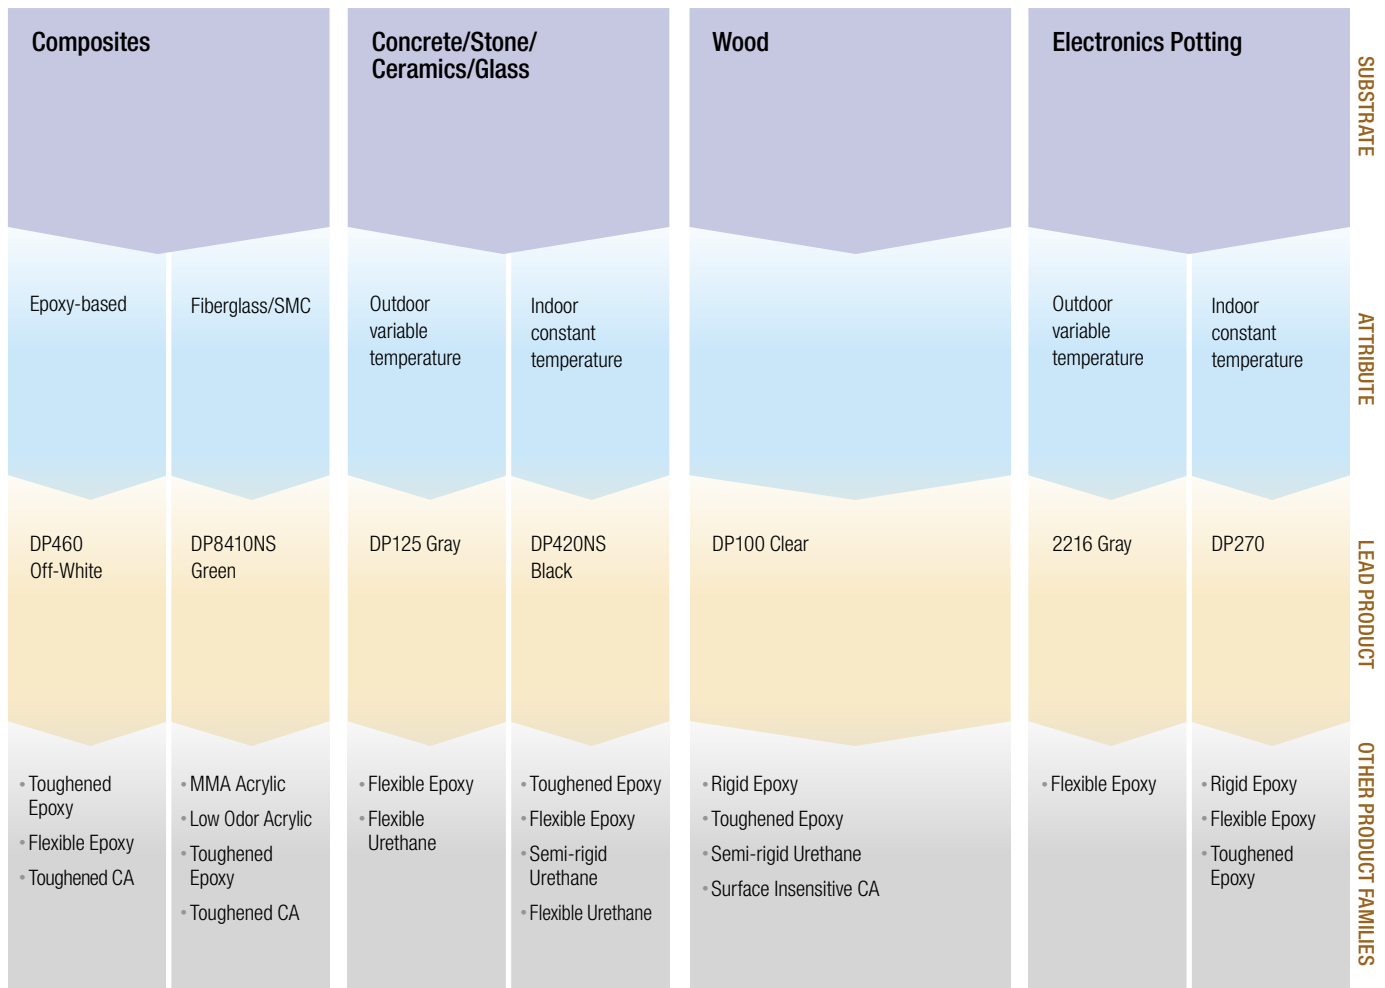 Composites
Concrete/Stone/
Ceramics/Glass
Wood
Electronics Potting
SUBSTRATE
Epoxy-based
Fiberglass/SMC
Outdoor
variable
temperature
Indoor
constant
temperature
Outdoor
variable
temperature
Indoor
constant
temperature
ATTRIBUTE
DP460
Off-White
DP8410NS
Green
DP125 Gray
DP420NS
Black
DP100 Clear
2216 Gray
DP270
LEAD PRODUCT
• Toughened
Epoxy
• Flexible Epoxy
• Toughened CA
• MMA Acrylic
• Low Odor Acrylic
• Toughened
Epoxy
• Toughened CA
• Flexible Epoxy
• Flexible
Urethane
• Toughened Epoxy
• Flexible Epoxy
• Semi-rigid
Urethane
• Flexible Urethane
• Rigid Epoxy
• Toughened Epoxy
• Semi-rigid Urethane
• Surface Insensitive CA
• Flexible Epoxy
• Rigid Epoxy
• Flexible Epoxy
• Toughened
Epoxy
OTHER PRODUCT FAMILIES